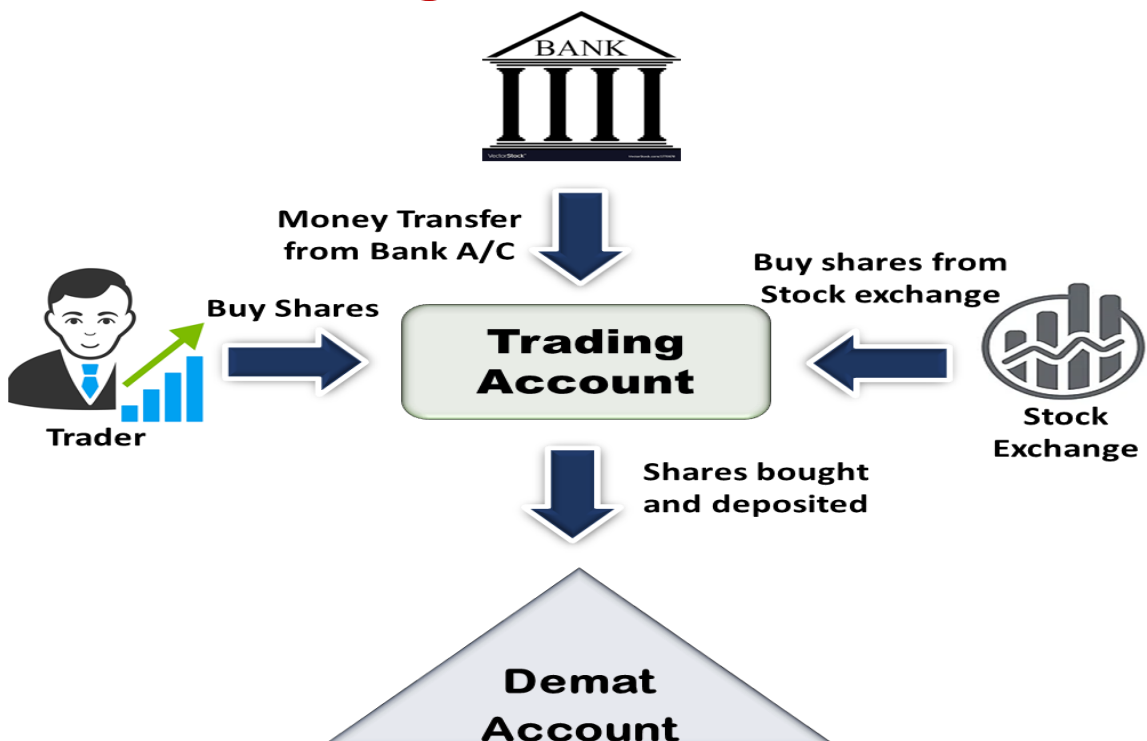 BANK
VectorStock
Money Transfer
from Bank A/C
Buy shares from
Stock exchange
Buy Shares
Trading
Account
Trader
Stock
Exchange
Shares bought
and deposited
Demat
Account